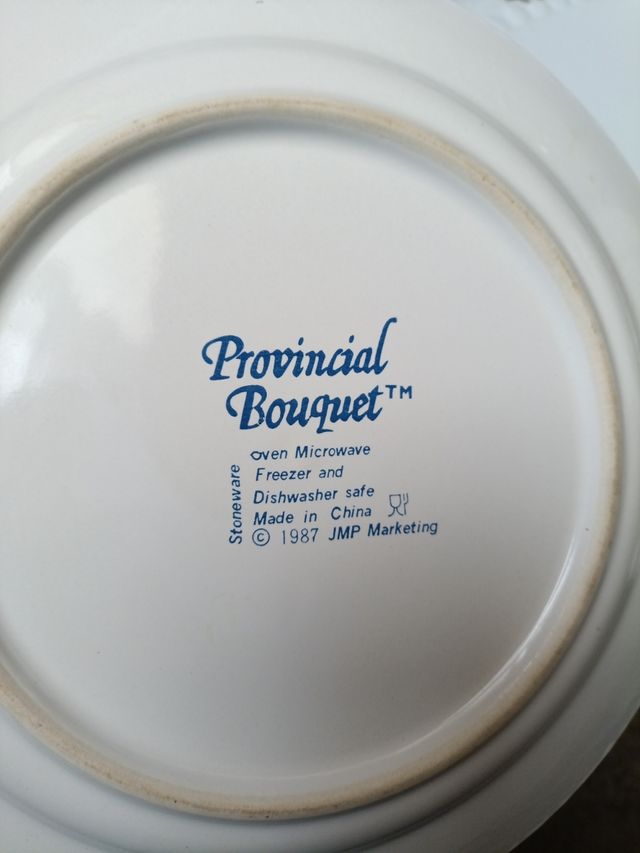 Provincial
Bouquet™
Stoneware
oven Microwave
Freezer and
Dishwasher safe
Made in China
© 1987 JMP Marketing